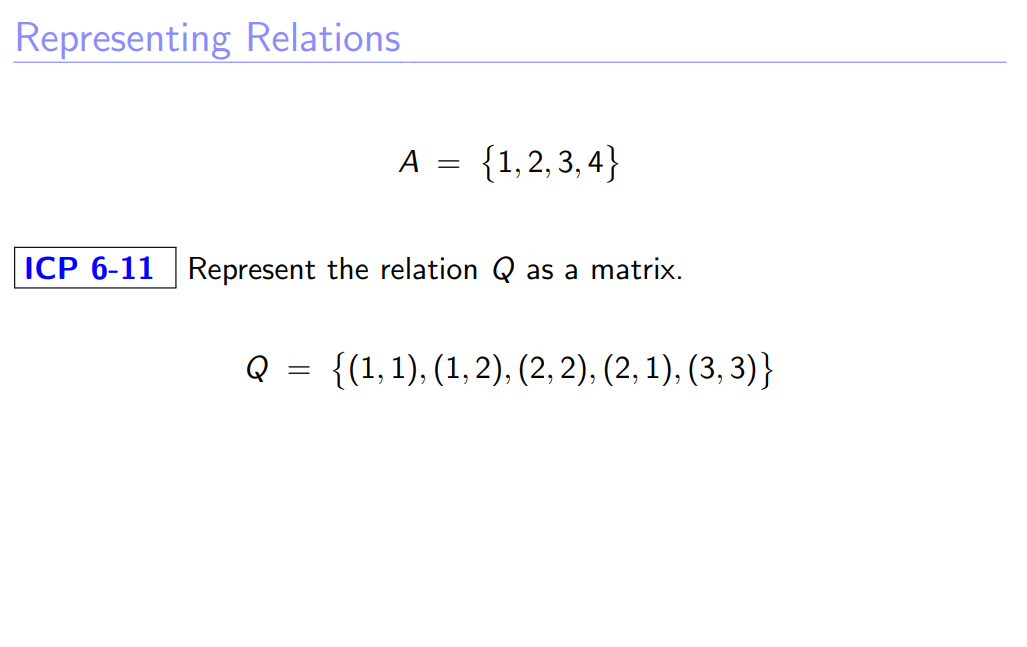 Representing Relations
A = {1, 2, 3, 4}
ICP 6-11 Represent the relation Q as a matrix.
Q = {(1, 1), (1, 2), (2, 2), (2, 1), (3, 3)}